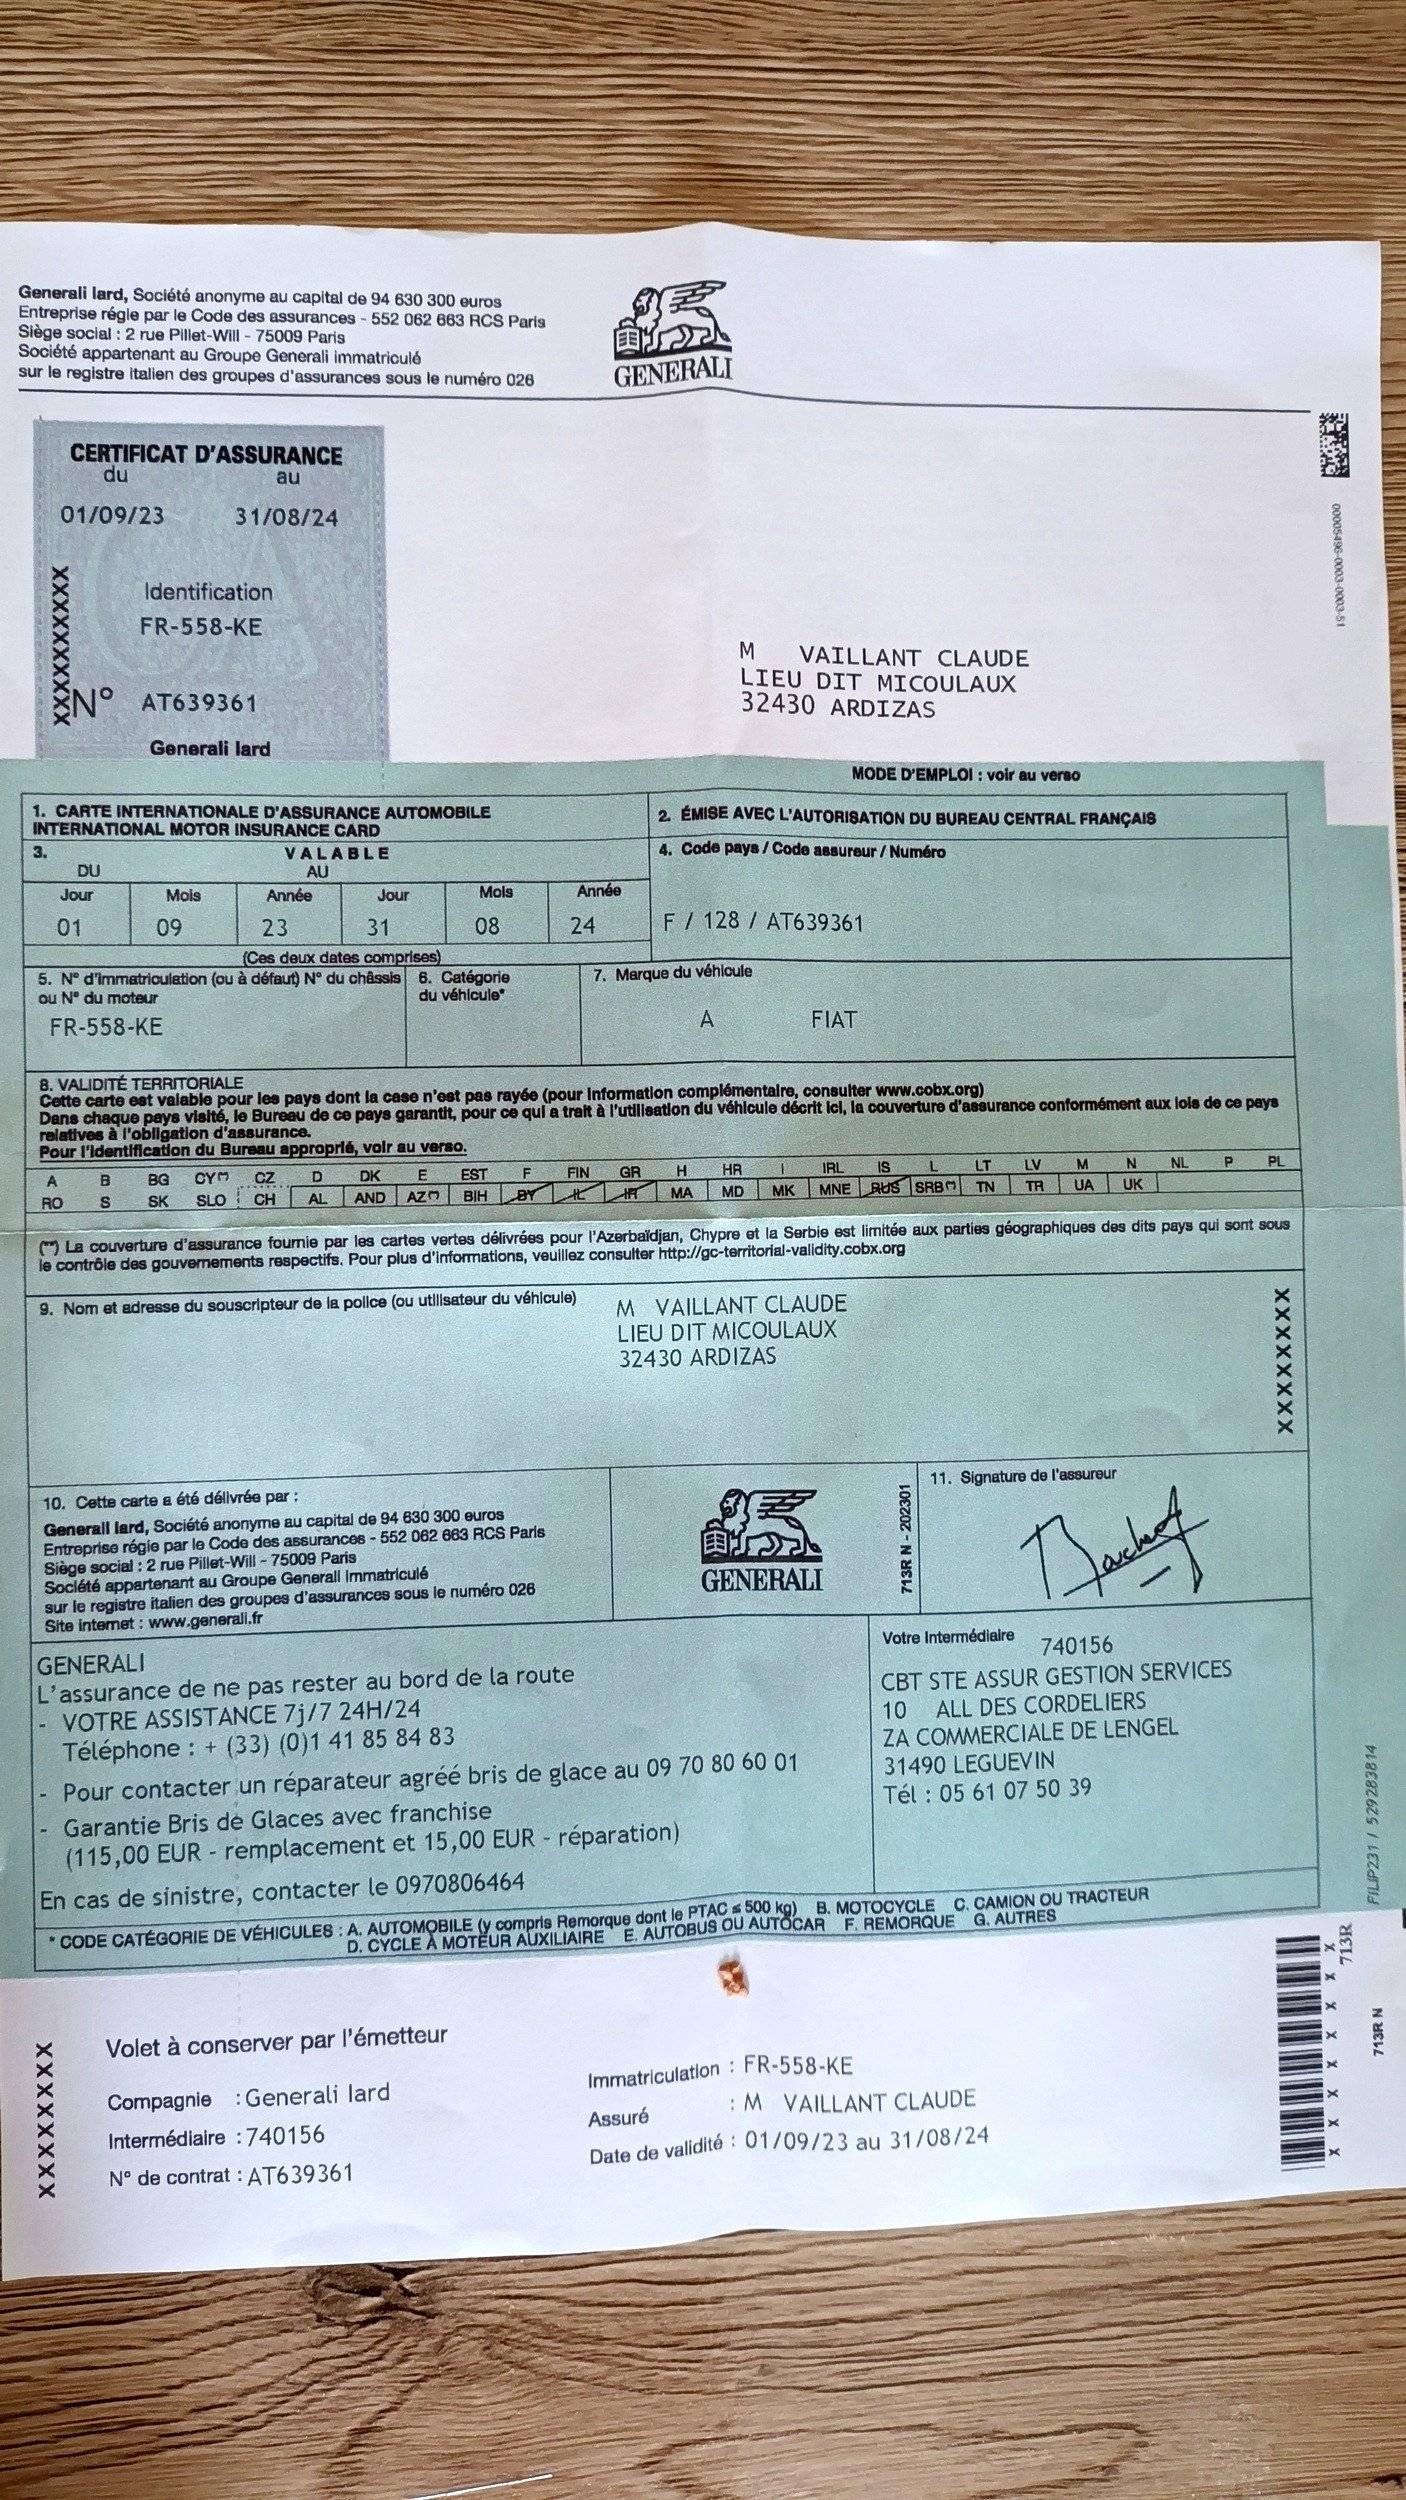 Generali Iard, Société anonyme au capital de 94 630 300 euros
Entreprise régie par le Code des assurances - 552 062 663 RCS Paris
Siège social : 2 rue Pillet-Will - 75009 Paris
Société appartenant au Groupe Generali immatriculé
sur le registre italien des groupes d'assurances sous le numéro 026
GENERALI
CERTIFICAT D'ASSURANCE
du au
01/09/23 31/08/24
Identification
FR-558-KE
XXXXXXXXXX
N° AT639361
Generali Iard
00005496-0003-0003-51
M VAILLANT CLAUDE
LIEU DIT MICOULAUX
32430 ARDIZAS
MODE D'EMPLOI : voir au verso
1. CARTE INTERNATIONALE D'ASSURANCE AUTOMOBILE
INTERNATIONAL MOTOR INSURANCE CARD
2. ÉMISE AVEC L'AUTORISATION DU BUREAU CENTRAL FRANÇAIS
3. VALABLE
DU AU
Jour Mois Année Jour Mois Année
01 09 23 31 08 24
(Ces deux dates comprises)
4. Code pays / Code assureur / Numéro
F / 128 / AT639361
5. N° d'immatriculation (ou à défaut) N° du châssis
ou N° du moteur
FR-558-KE
6. Catégorie
du véhicule*
7. Marque du véhicule
A FIAT
8. VALIDITÉ TERRITORIALE
Cette carte est valable pour les pays dont la case n'est pas rayée (pour information complémentaire, consulter www.cobx.org)
Dans chaque pays visité, le Bureau de ce pays garantit, pour ce qui a trait à l'utilisation du véhicule décrit ici, la couverture d'assurance conformément aux lois de ce pays
relatives à l'obligation d'assurance.
Pour l'identification du Bureau approprié, voir au verso.
A B BG CY(**) CZ D DK E EST F FIN GR H HR I IRL IS L LT LV M N NL P PL
RO S SK SLO CH AL AND AZ(**) BIH BY IL IR MA MD MK MNE RUS SRB(**) TN TR UA UK
(**) La couverture d'assurance fournie par les cartes vertes délivrées pour l'Azerbaïdjan, Chypre et la Serbie est limitée aux parties géographiques des dits pays qui sont sous
le contrôle des gouvernements respectifs. Pour plus d'informations, veuillez consulter http://gc-territorial-validity.cobx.org
9. Nom et adresse du souscripteur de la police (ou utilisateur du véhicule)
M VAILLANT CLAUDE
LIEU DIT MICOULAUX
32430 ARDIZAS
XXXXXXXX
10. Cette carte a été délivrée par :
Generali Iard, Société anonyme au capital de 94 630 300 euros
Entreprise régie par le Code des assurances - 552 062 663 RCS Paris
Siège social : 2 rue Pillet-Will - 75009 Paris
Société appartenant au Groupe Generali immatriculé
sur le registre italien des groupes d'assurances sous le numéro 026
Site internet : www.generali.fr
GENERALI
713R N - 202301
11. Signature de l'assureur
GENERALI
L'assurance de ne pas rester au bord de la route
- VOTRE ASSISTANCE 7j/7 24H/24
Téléphone : + (33) (0)1 41 85 84 83
- Pour contacter un réparateur agréé bris de glace au 09 70 80 60 01
- Garantie Bris de Glaces avec franchise
(115,00 EUR - remplacement et 15,00 EUR - réparation)
En cas de sinistre, contacter le 0970806464
Votre Intermédiaire 740156
CBT STE ASSUR GESTION SERVICES
10 ALL DES CORDELIERS
ZA COMMERCIALE DE LENGEL
31490 LEGUEVIN
Tél : 05 61 07 50 39
FILIP231 / 529283814
* CODE CATÉGORIE DE VÉHICULES : A. AUTOMOBILE (y compris Remorque dont le PTAC ≤ 500 kg) B. MOTOCYCLE C. CAMION OU TRACTEUR
D. CYCLE À MOTEUR AUXILIAIRE E. AUTOBUS OU AUTOCAR F. REMORQUE G. AUTRES
XXXXXXXX
Volet à conserver par l'émetteur
Compagnie : Generali Iard
Intermédiaire : 740156
N° de contrat : AT639361
Immatriculation : FR-558-KE
Assuré : M VAILLANT CLAUDE
Date de validité : 01/09/23 au 31/08/24
X X X X X X X X
713R
713R N